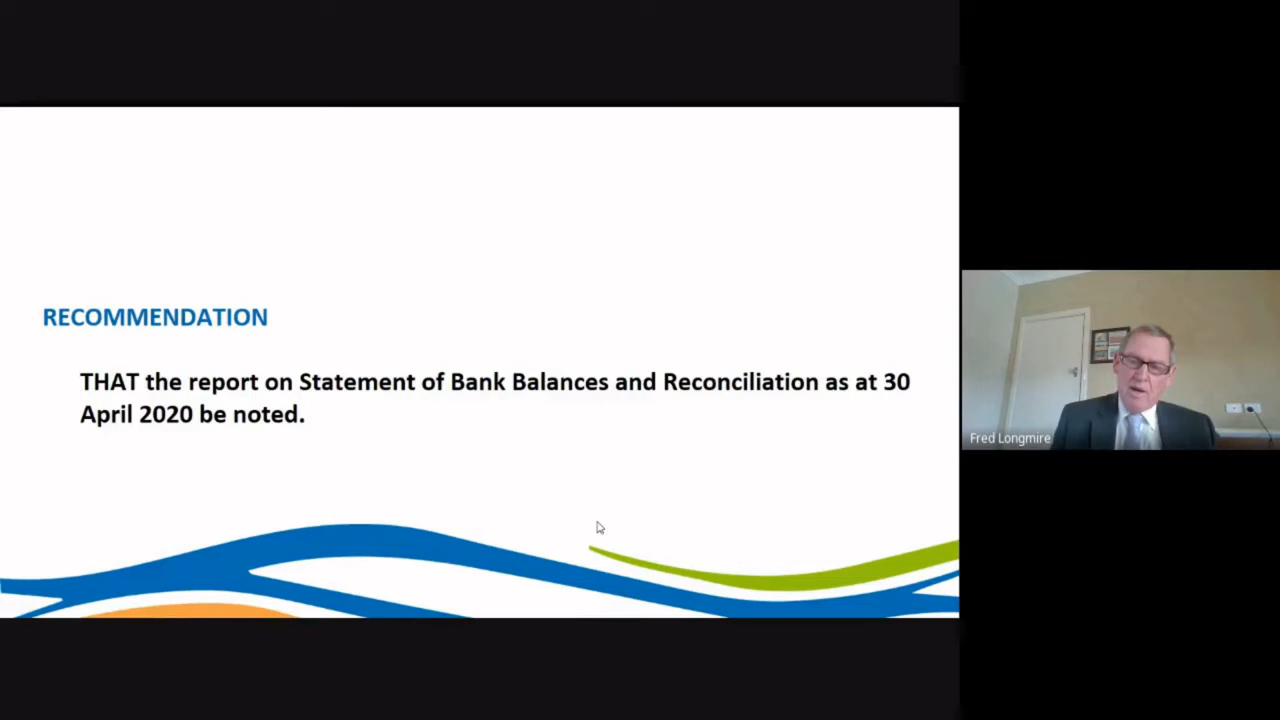 RECOMMENDATION
THAT the report on Statement of Bank Balances and Reconciliation as at 30
April 2020 be noted.
Fred Longmire